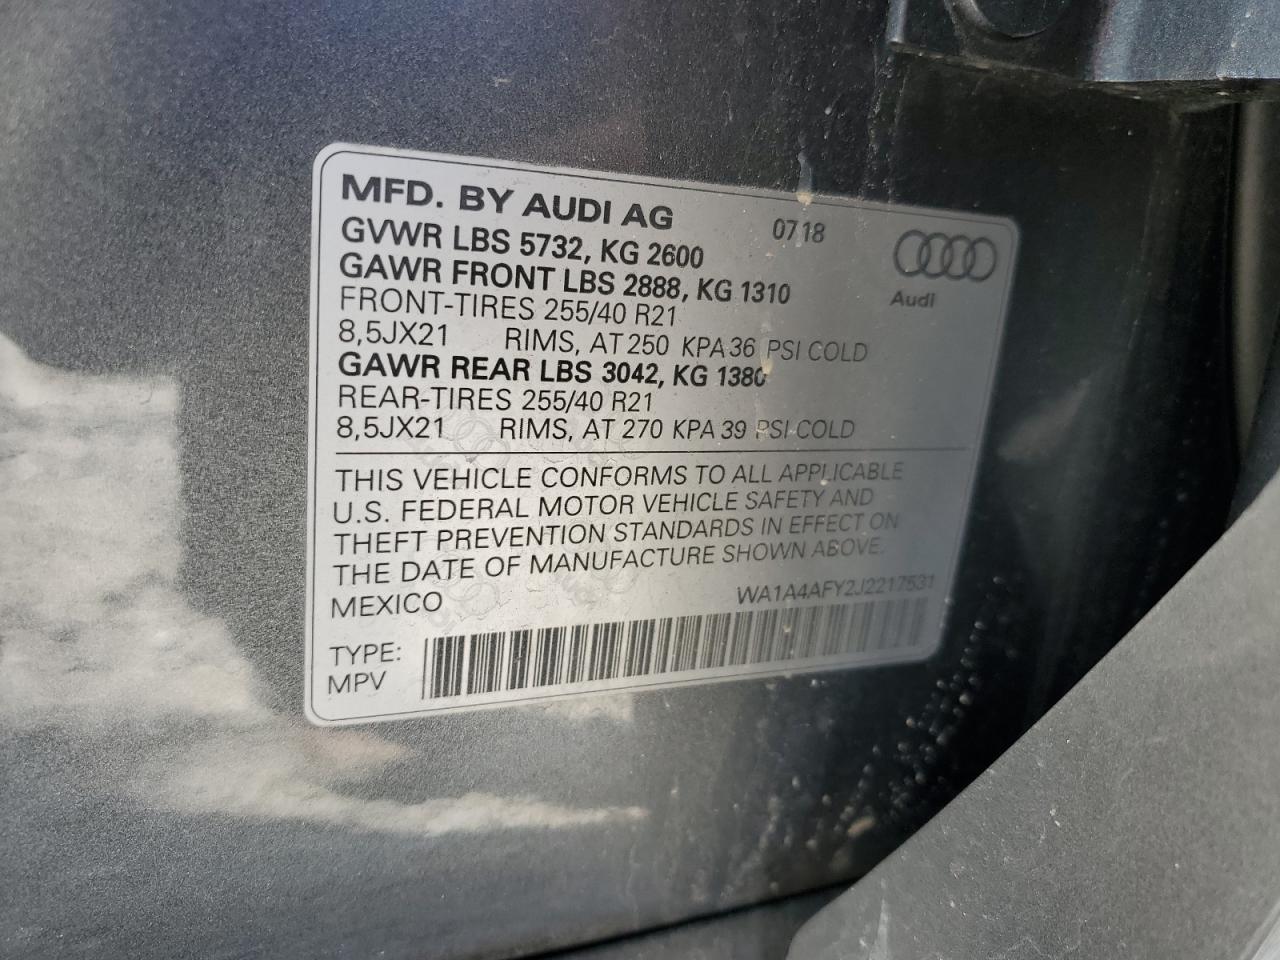 MFD. BY AUDI AG 07.18
GVWR LBS 5732, KG 2600
GAWR FRONT LBS 2888, KG 1310
FRONT-TIRES 255/40 R21
8,5JX21 RIMS, AT 250 KPA 36 PSI COLD
GAWR REAR LBS 3042, KG 1380
REAR-TIRES 255/40 R21
8,5JX21 RIMS, AT 270 KPA 39 PSI COLD
Audi
THIS VEHICLE CONFORMS TO ALL APPLICABLE
U.S. FEDERAL MOTOR VEHICLE SAFETY AND
THEFT PREVENTION STANDARDS IN EFFECT ON
THE DATE OF MANUFACTURE SHOWN ABOVE.
MEXICO WA1A4AFY2J2217531
TYPE:
MPV